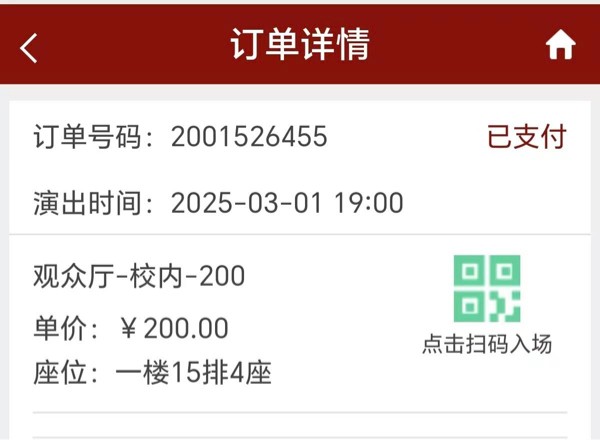 订单详情
订单号码：2001526455 已支付
演出时间：2025-03-01 19:00
观众厅-校内-200
单价：￥200.00
座位：一楼15排4座
点击扫码入场